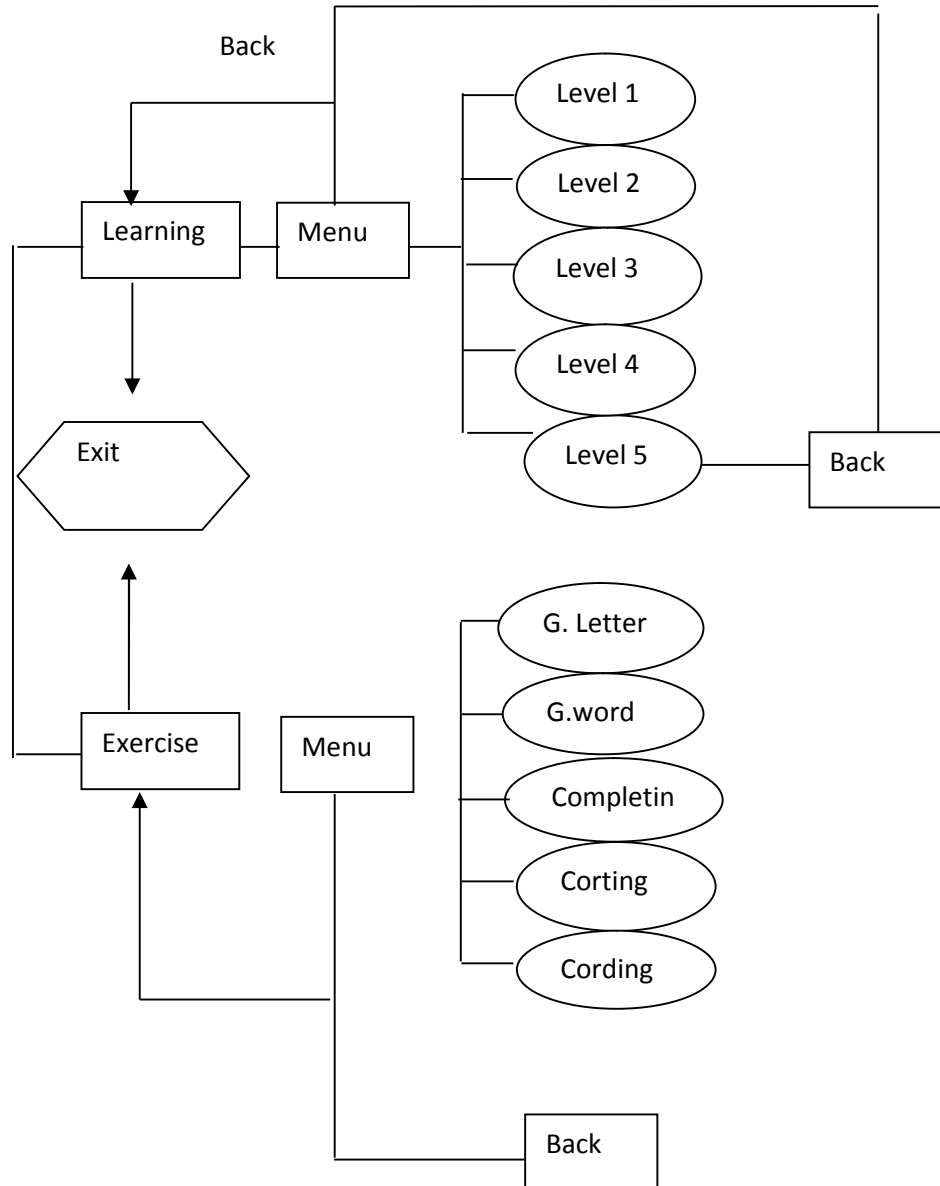 Back
Level 1
Level 2
Learning
Menu
Level 3
Level 4
Exit
Level 5
Back
G. Letter
G.word
Exercise
Menu
Completin
Corting
Cording
Back